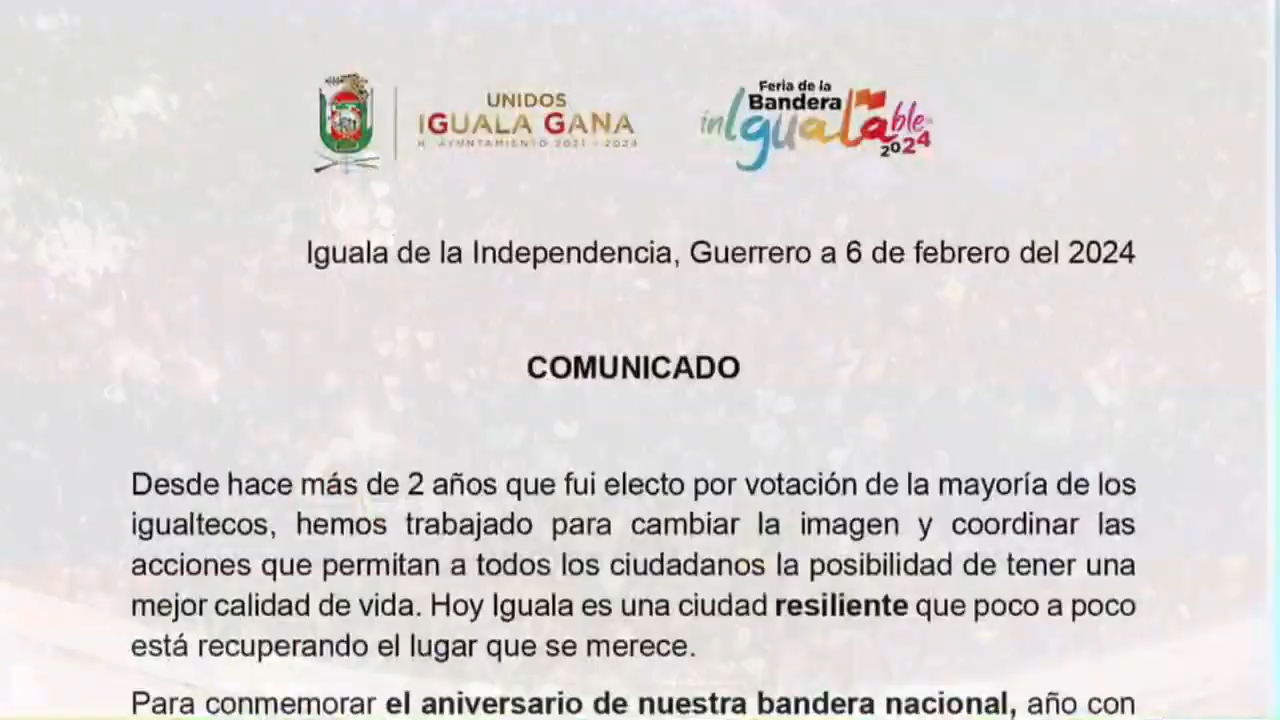 UNIDOS
IGUALA GANA
H. AYUNTAMIENTO 2021 - 2024
Feria de la
Bandera
inIgualable
2024
Iguala de la Independencia, Guerrero a 6 de febrero del 2024
COMUNICADO
Desde hace más de 2 años que fui electo por votación de la mayoría de los
igualtecos, hemos trabajado para cambiar la imagen y coordinar las
acciones que permitan a todos los ciudadanos la posibilidad de tener una
mejor calidad de vida. Hoy Iguala es una ciudad resiliente que poco a poco
está recuperando el lugar que se merece.
Para conmemorar el aniversario de nuestra bandera nacional, año con